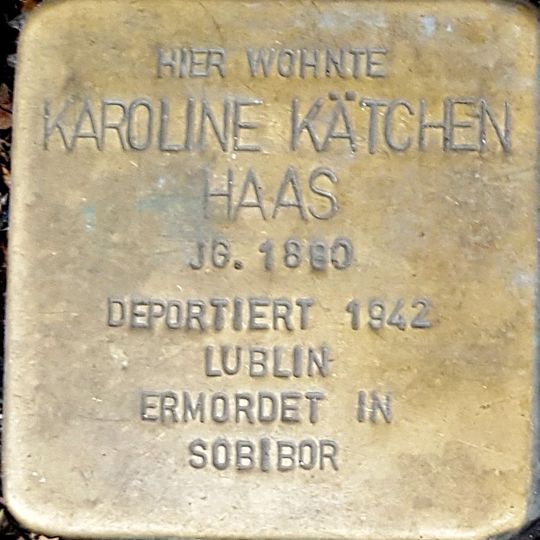 HIER WOHNTE
KAROLINE KÄTCHEN
HAAS
JG. 1880
DEPORTIERT 1942
LUBLIN
ERMORDET IN
SOBIBOR